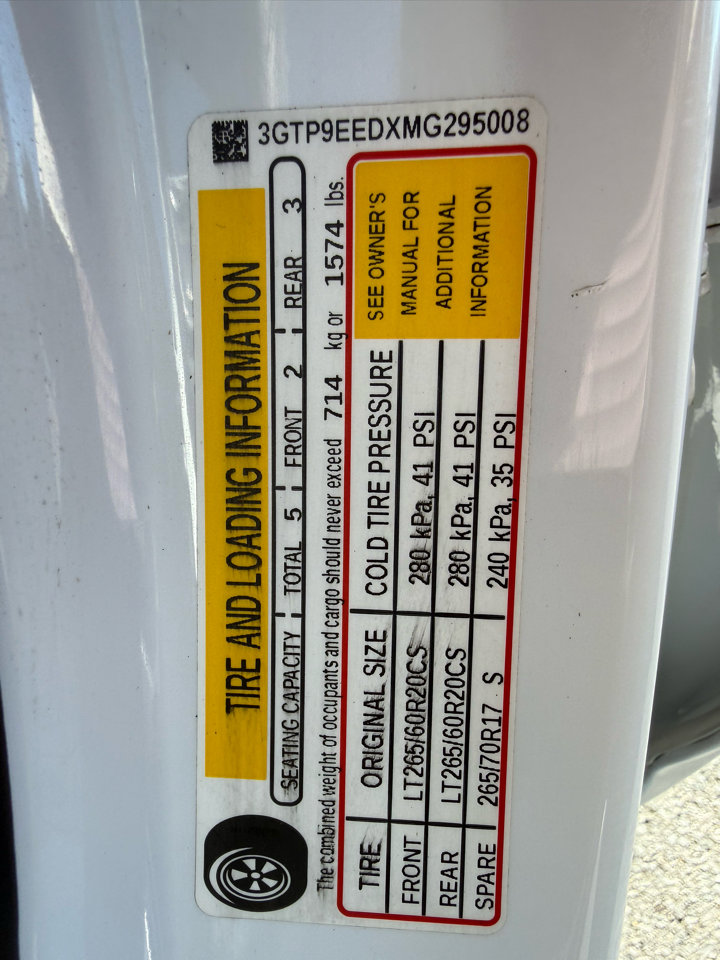 3GTP9EEDXMG295008
TIRE AND LOADING INFORMATION
SEATING CAPACITY TOTAL 5 FRONT 2 REAR 3
The combined weight of occupants and cargo should never exceed 714 kg or 1574 lbs.
TIRE ORIGINAL SIZE COLD TIRE PRESSURE
FRONT LT265/60R20CS 280 kPa, 41 PSI
REAR LT265/60R20CS 280 kPa, 41 PSI
SPARE 265/70R17 S 240 kPa, 35 PSI
SEE OWNER'S
MANUAL FOR
ADDITIONAL
INFORMATION